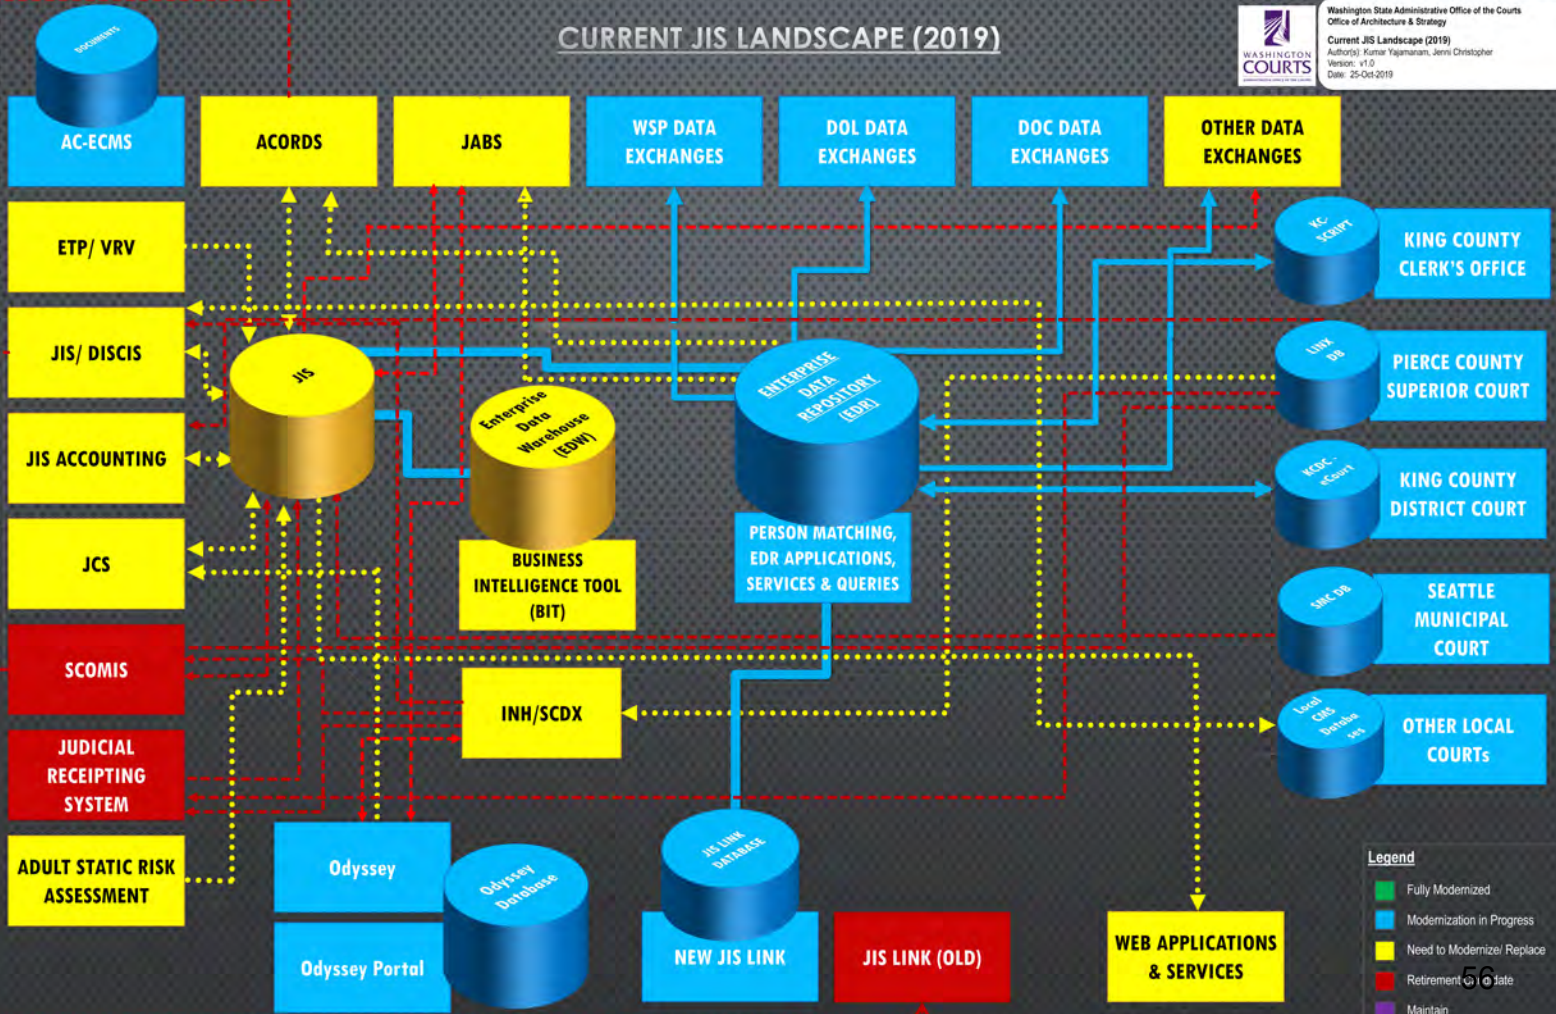 CURRENT JIS LANDSCAPE (2019)
WASHINGTON
COURTS
Washington State Administrative Office of the Courts
Office of Architecture & Strategy
Current JIS Landscape (2019)
Author(s): Kumar Yajamanam, Jenni Christopher
Version: v1.0
Date: 25-Oct-2019
DOCUMENTS
AC-ECMS
ACORDS
JABS
WSP DATA
EXCHANGES
DOL DATA
EXCHANGES
DOC DATA
EXCHANGES
OTHER DATA
EXCHANGES
ETP/ VRV
JIS/ DISCIS
JIS ACCOUNTING
JCS
SCOMIS
JUDICIAL
RECEIPTING
SYSTEM
ADULT STATIC RISK
ASSESSMENT
JIS
Enterprise
Data
Warehouse
(EDW)
BUSINESS
INTELLIGENCE TOOL
(BIT)
ENTERPRISE
DATA
REPOSITORY
(EDR)
PERSON MATCHING,
EDR APPLICATIONS,
SERVICES & QUERIES
KC-
SCRIPT
KING COUNTY
CLERK'S OFFICE
LINX
DB
PIERCE COUNTY
SUPERIOR COURT
KCDC -
eCourt
KING COUNTY
DISTRICT COURT
SMC DB
SEATTLE
MUNICIPAL
COURT
Local
CMS
Databa
ses
OTHER LOCAL
COURTs
INH/SCDX
Odyssey
Odyssey Portal
Odyssey
Database
JIS LINK
DATABASE
NEW JIS LINK
JIS LINK (OLD)
WEB APPLICATIONS
& SERVICES
Legend
Fully Modernized
Modernization in Progress
Need to Modernize/ Replace
Retirement Candidate
56
Maintain